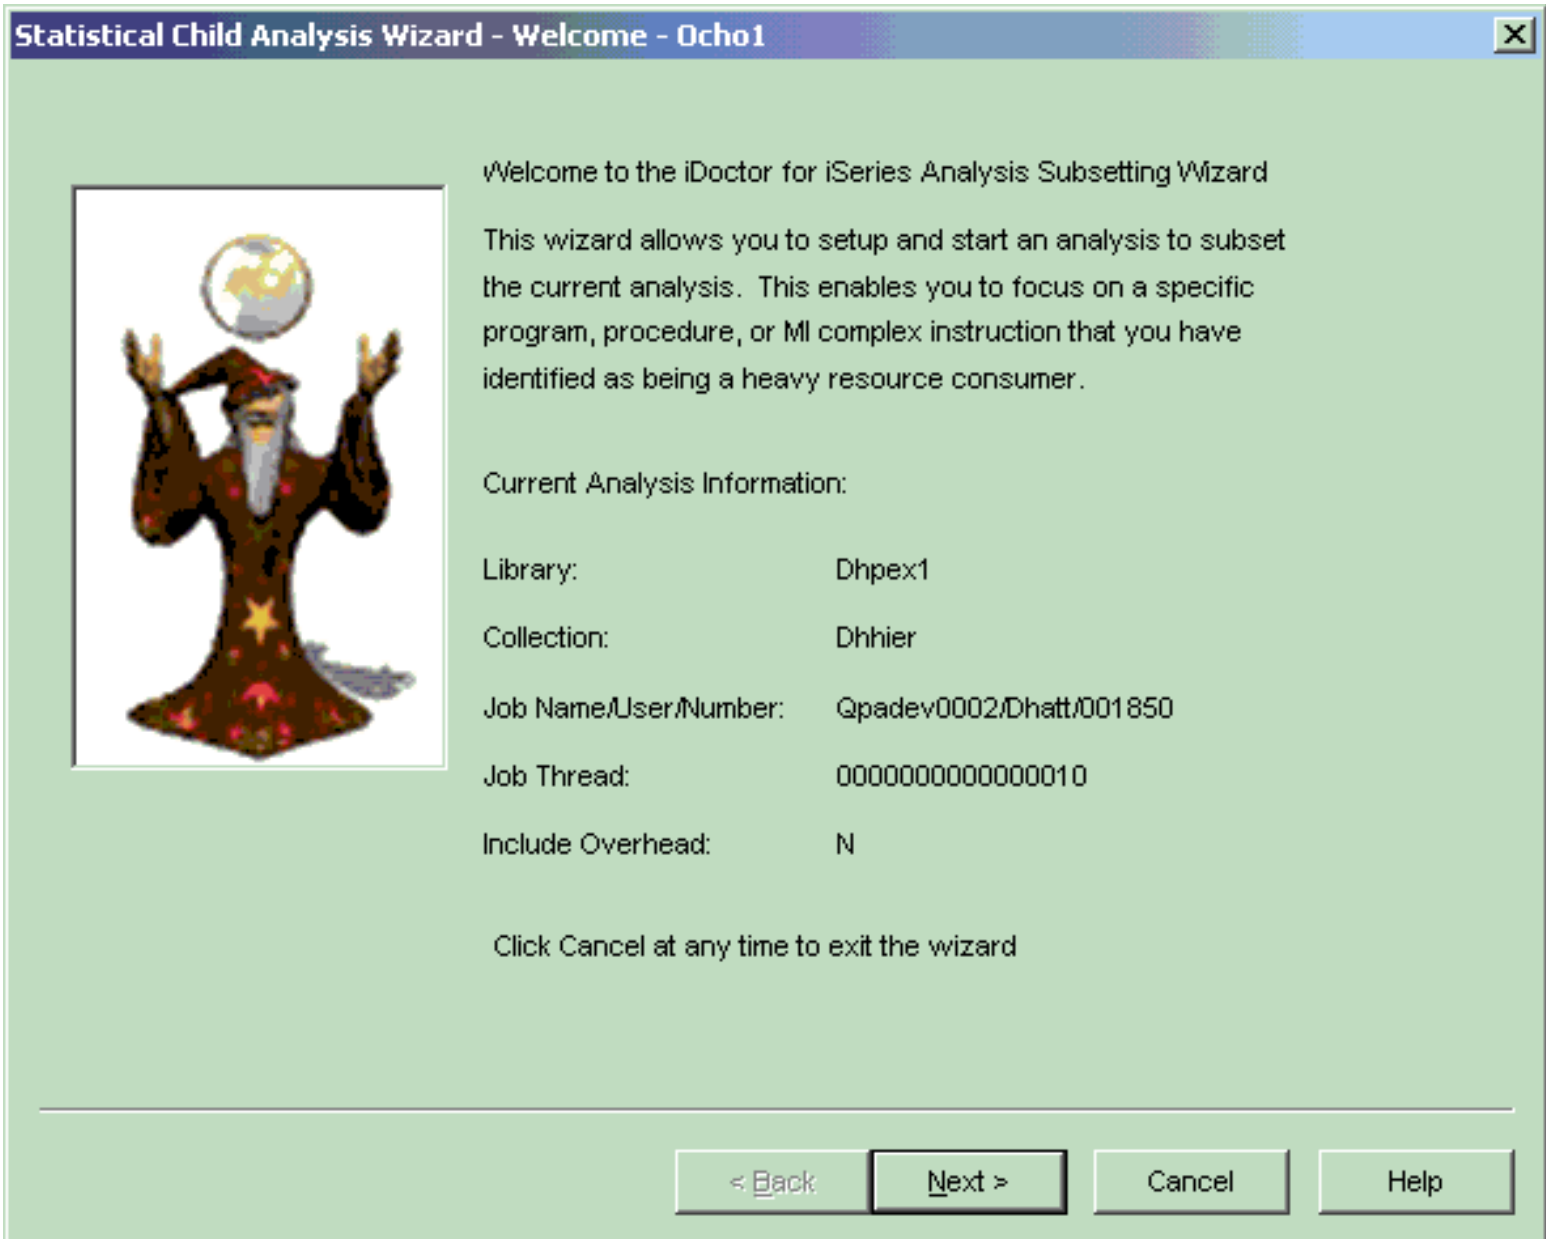 Statistical Child Analysis Wizard - Welcome - Ocho1
Welcome to the iDoctor for iSeries Analysis Subsetting Wizard
This wizard allows you to setup and start an analysis to subset
the current analysis.  This enables you to focus on a specific
program, procedure, or MI complex instruction that you have
identified as being a heavy resource consumer.
Current Analysis Information:
Library: Dhpex1
Collection: Dhhier
Job Name/User/Number: Qpadev0002/Dhatt/001850
Job Thread: 0000000000000010
Include Overhead: N
Click Cancel at any time to exit the wizard
< Back Next > Cancel Help